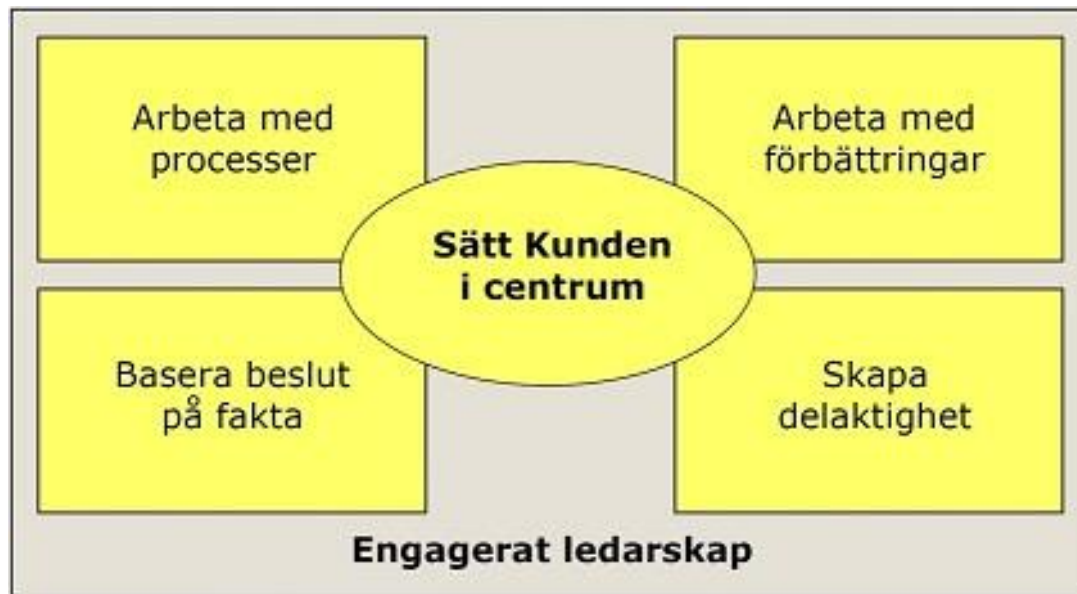 Arbeta med
processer
Arbeta med
förbättringar
Sätt Kunden
i centrum
Basera beslut
på fakta
Skapa
delaktighet
Engagerat ledarskap